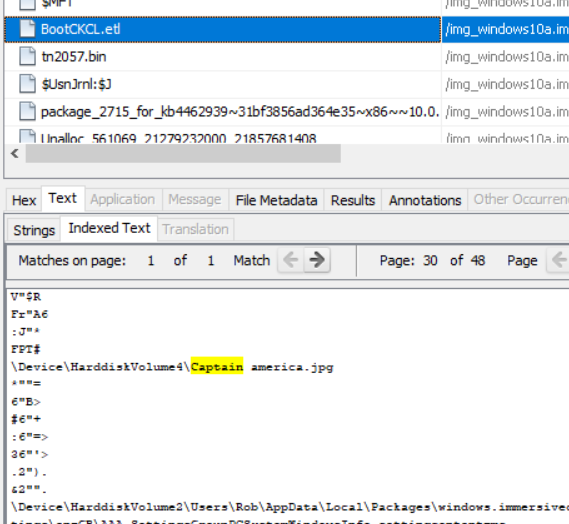 $MFT /img_windows10a.im
BootCKCL.etl /img_windows10a.im
tn2057.bin /img_windows10a.im
$UsnJrnl:$J /img_windows10a.im
package_2715_for_kb4462939~31bf3856ad364e35~x86~~10.0. /img_windows10a.im
Unalloc_561069_21279232000_21857681408 /img_windows10a.im
Hex Text Application Message File Metadata Results Annotations Other Occurren
Strings Indexed Text Translation
Matches on page: 1 of 1 Match Page: 30 of 48 Page
V"$R
Fr"A6
:J"*
FPT#
\Device\HarddiskVolume4\Captain america.jpg
*""=
6"B>
#6"+
:6"=>
36"'>
.2").
&2"".
\Device\HarddiskVolume2\Users\Rob\AppData\Local\Packages\windows.immersivec